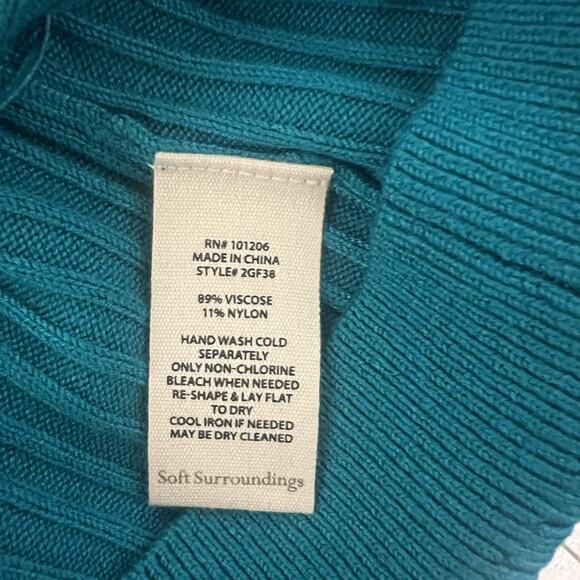 RN# 101206
MADE IN CHINA
STYLE# 2GF38
89% VISCOSE
11% NYLON
HAND WASH COLD
SEPARATELY
ONLY NON-CHLORINE
BLEACH WHEN NEEDED
RE-SHAPE & LAY FLAT
TO DRY
COOL IRON IF NEEDED
MAY BE DRY CLEANED
Soft Surroundings